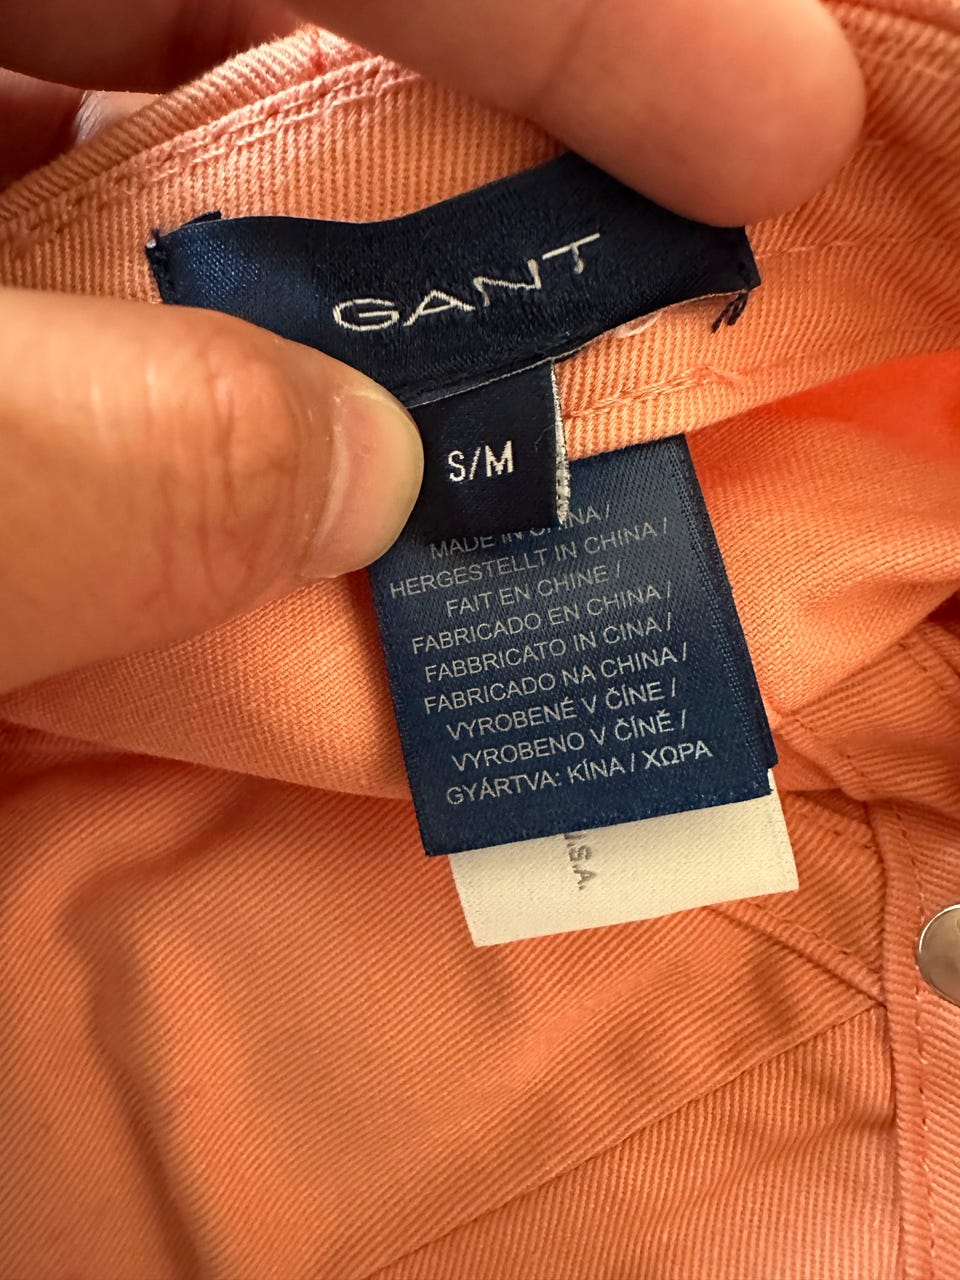 GANT
S/M
MADE IN CHINA /
HERGESTELLT IN CHINA /
FAIT EN CHINE /
FABRICADO EN CHINA /
FABBRICATO IN CINA /
FABRICADO NA CHINA /
VYROBENÉ V ČÍNE /
VYROBENO V ČÍNĚ /
GYÁRTVA: KÍNA / ΧΩΡΑ
.S.A.